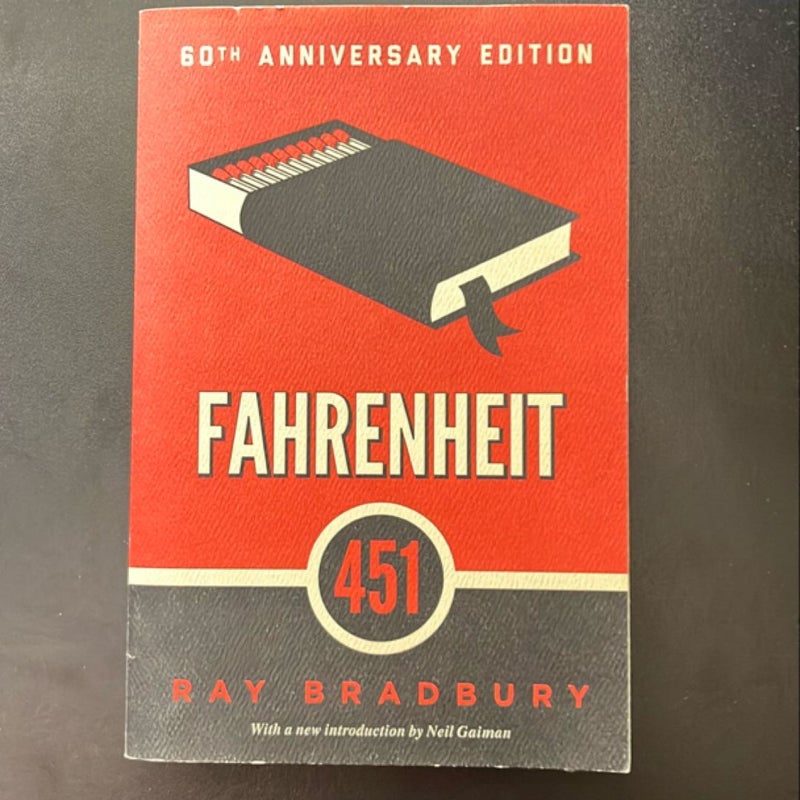 60TH ANNIVERSARY EDITION
FAHRENHEIT
451
RAY BRADBURY
With a new introduction by Neil Gaiman